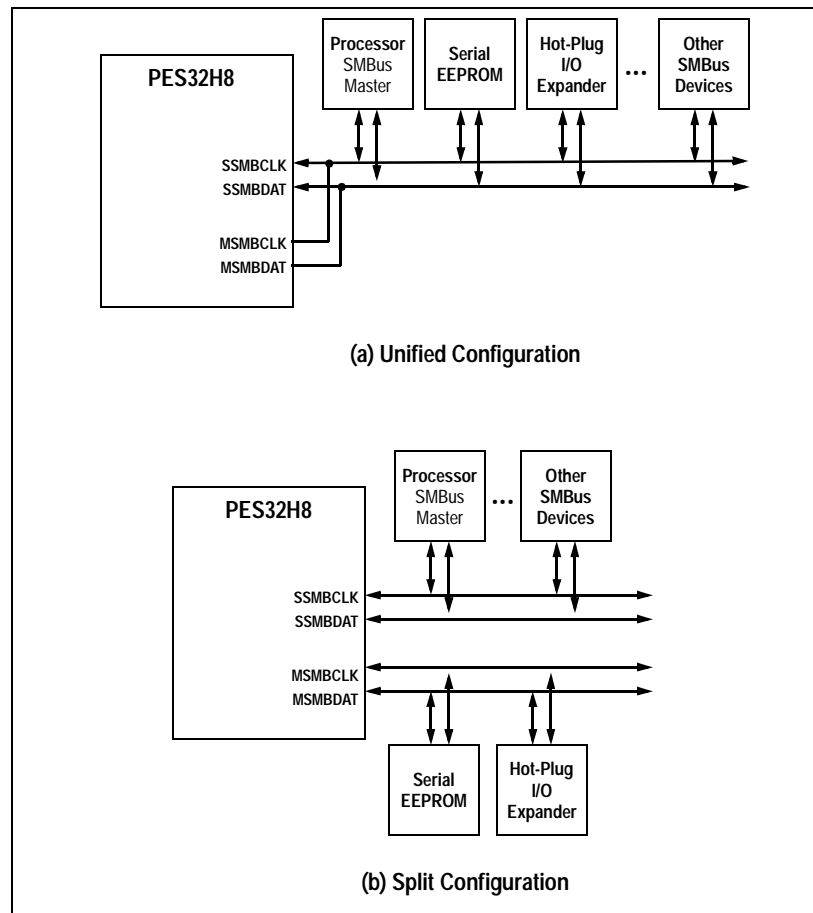 PES32H8
Processor
SMBus
Master
Serial
EEPROM
Hot-Plug
I/O
Expander
...
Other
SMBus
Devices
SSMBCLK
SSMBDAT
MSMBCLK
MSMBDAT
(a) Unified Configuration
PES32H8
Processor
SMBus
Master
...
Other
SMBus
Devices
SSMBCLK
SSMBDAT
MSMBCLK
MSMBDAT
Serial
EEPROM
Hot-Plug
I/O
Expander
(b) Split Configuration